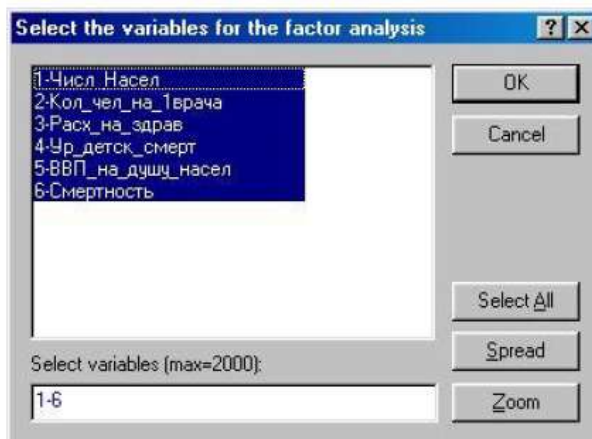 Select the variables for the factor analysis
1-Числ_Насел
2-Кол_чел_на_1врача
3-Расх_на_здрав
4-Ур_детск_смерт
5-ВВП_на_душу_насел
6-Смертность
OK
Cancel
Select All
Spread
Select variables (max=2000):
1-6
Zoom